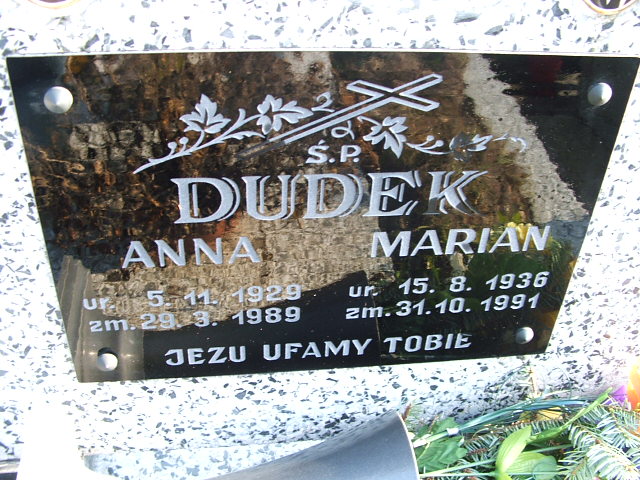 Ś.P.
DUDEK
ANNA MARIAN
ur. 5. 11. 1929 ur. 15. 8. 1936
zm. 29. 3. 1989 zm. 31. 10. 1991
JEZU UFAMY TOBIE